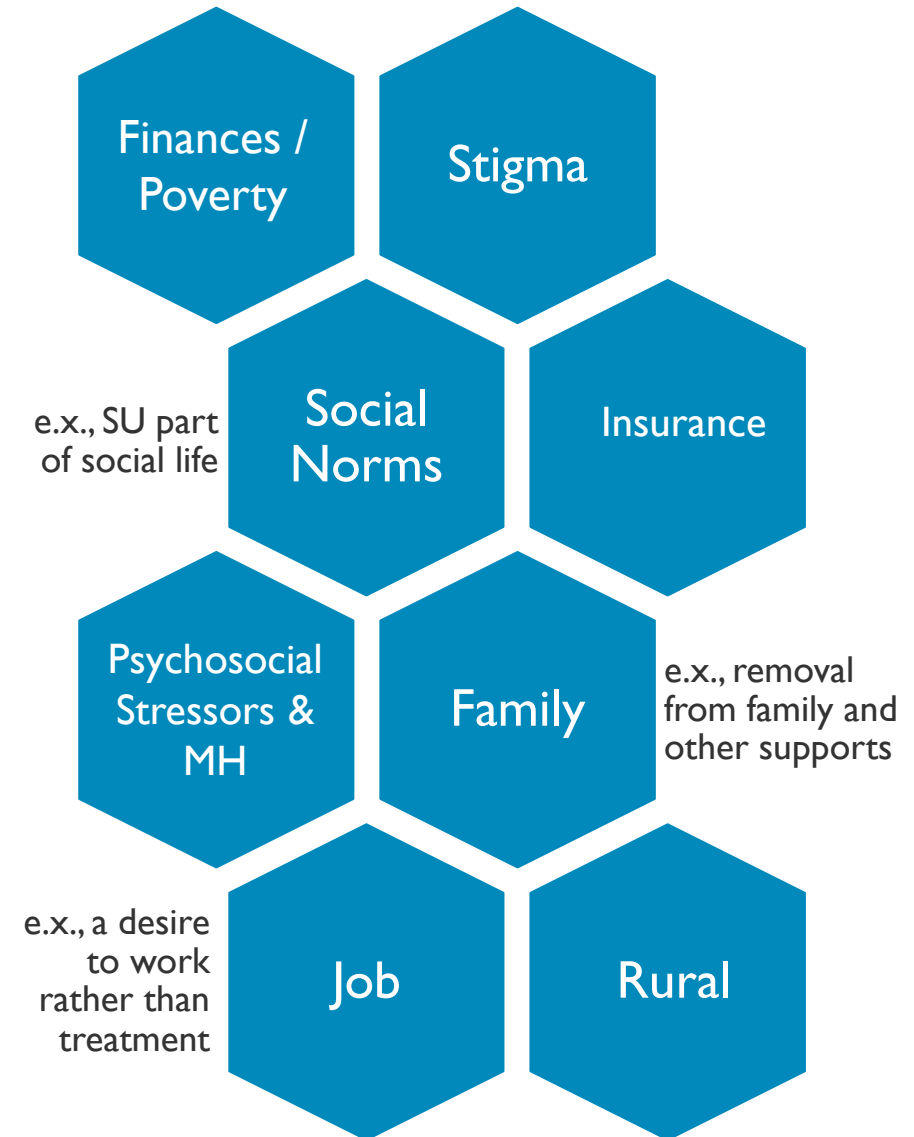 Finances /
Poverty
Stigma
e.x., SU part
of social life
Social
Norms
Insurance
Psychosocial
Stressors &
MH
Family
e.x., removal
from family and
other supports
e.x., a desire
to work
rather than
treatment
Job
Rural